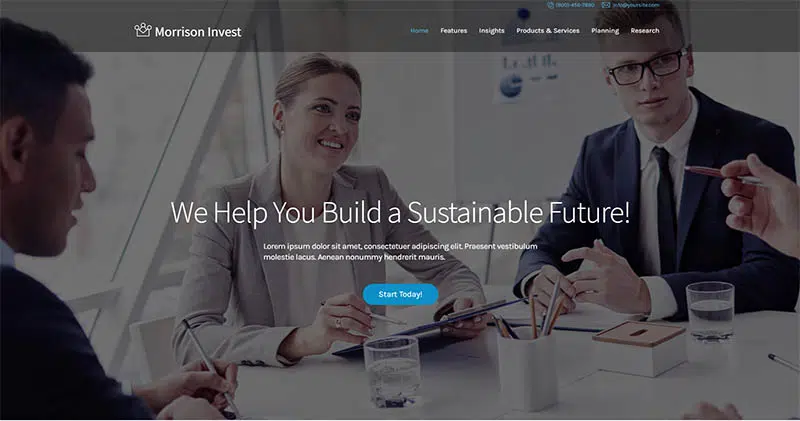 (800)-456-7890 info@yoursite.com
Morrison Invest
Home Features Insights Products & Services Planning Research
We Help You Build a Sustainable Future!
Lorem ipsum dolor sit amet, consectetuer adipiscing elit. Praesent vestibulum
molestie lacus. Aenean nonummy hendrerit mauris.
Start Today!